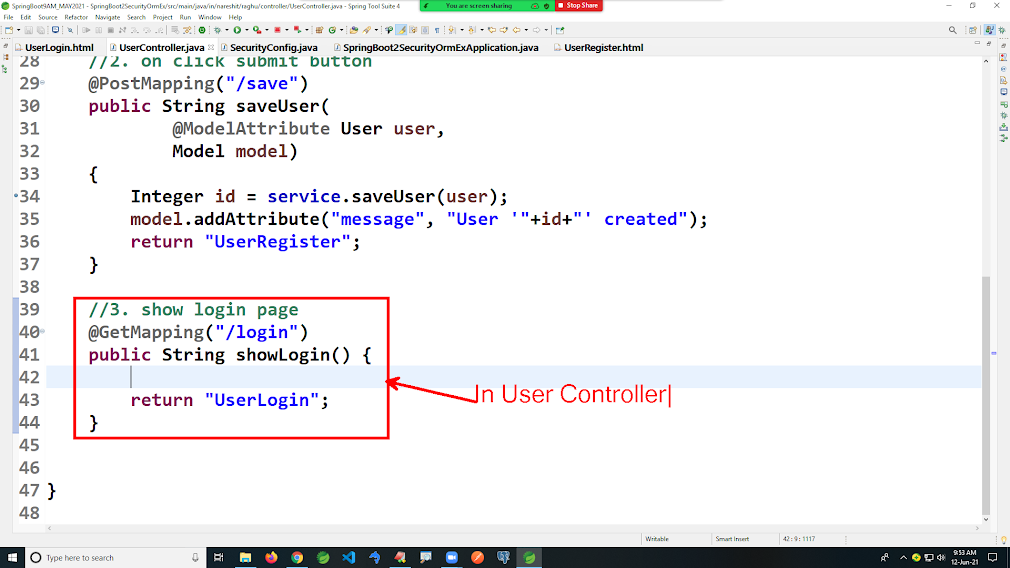 SpringBoot9AM_MAY2021 - SpringBoot2SecurityOrmEx/src/main/java/in/nareshit/raghu/controller/UserController.java - Spring Tool Suite 4
You are screen sharing
Stop Share
File Edit Source Refactor Navigate Search Project Run Window Help
UserLogin.html UserController.java SecurityConfig.java SpringBoot2SecurityOrmExApplication.java UserRegister.html
28 //2. on click submit button
29 @PostMapping("/save")
30 public String saveUser(
31 @ModelAttribute User user,
32 Model model)
33 {
34 Integer id = service.saveUser(user);
35 model.addAttribute("message", "User '"+id+"' created");
36 return "UserRegister";
37 }
38
39 //3. show login page
40 @GetMapping("/login")
41 public String showLogin() {
42
43 return "UserLogin";
In User Controller
44 }
45
46
47 }
48
Writable Smart Insert 42 : 9 : 1117
Type here to search
9:53 AM
12-Jun-21